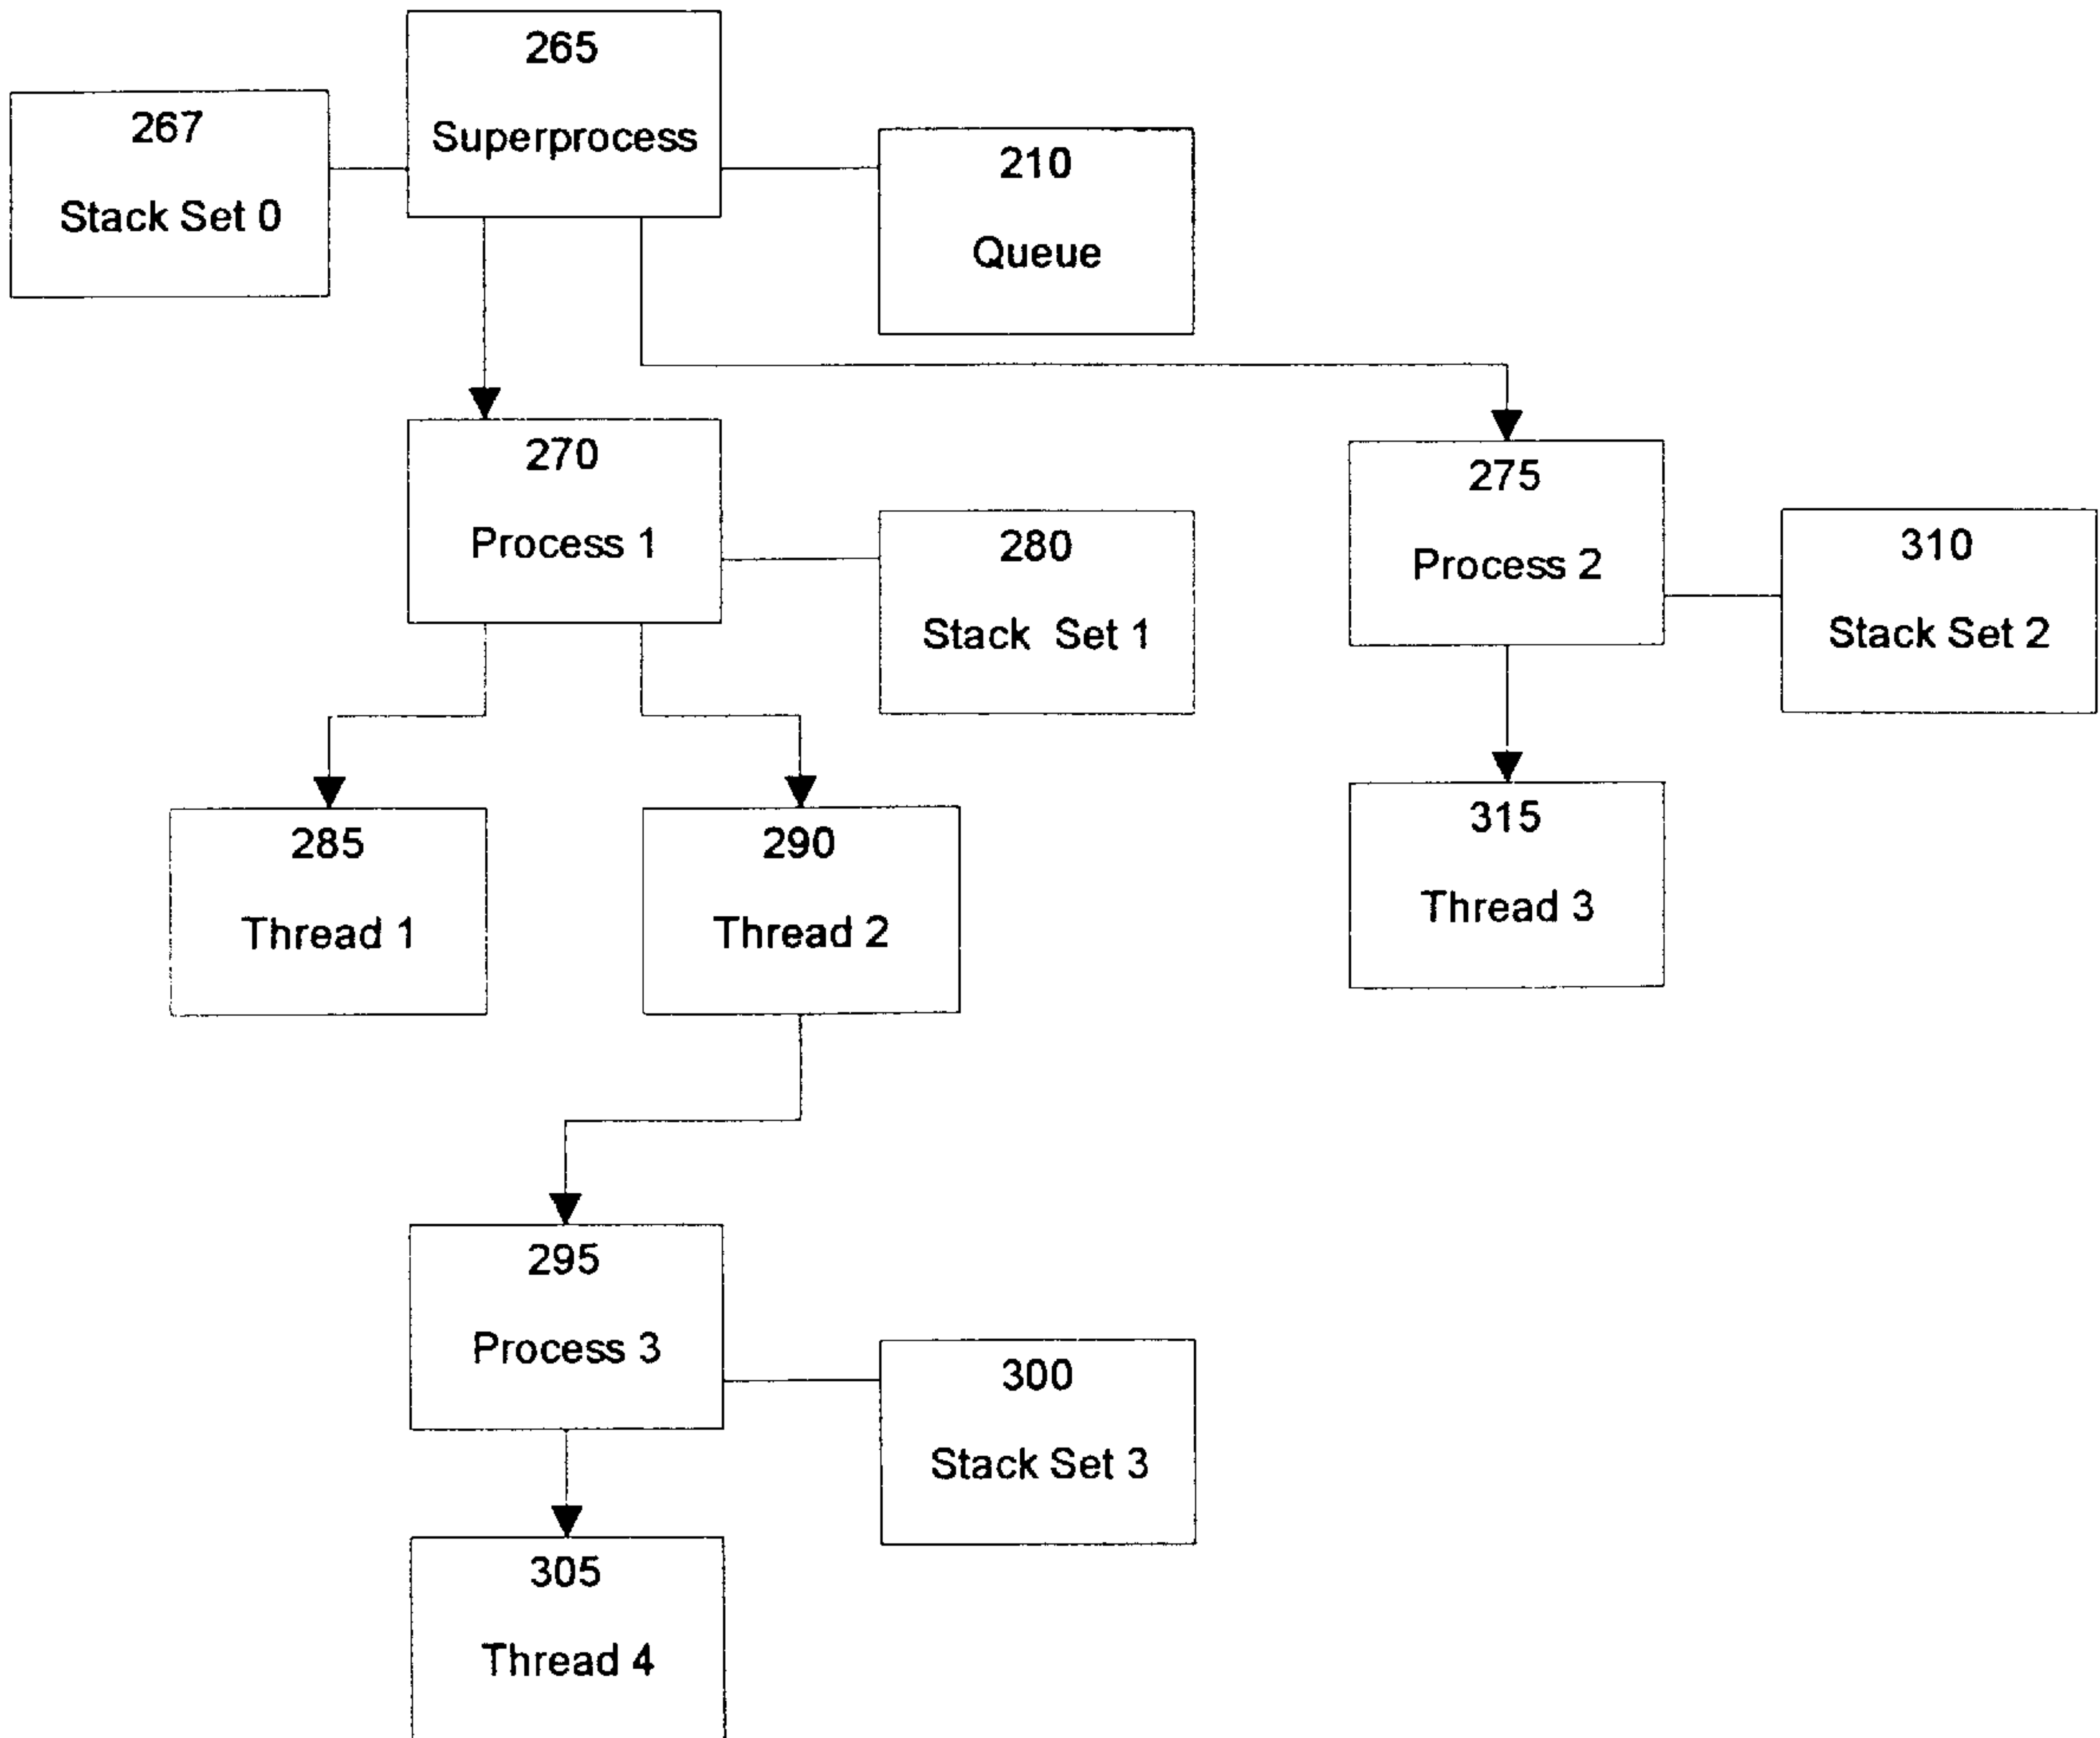 265
Superprocess
267
Stack Set 0
210
Queue
270
Process 1
275
Process 2
280
Stack Set 1
310
Stack Set 2
285
Thread 1
290
Thread 2
315
Thread 3
295
Process 3
300
Stack Set 3
305
Thread 4